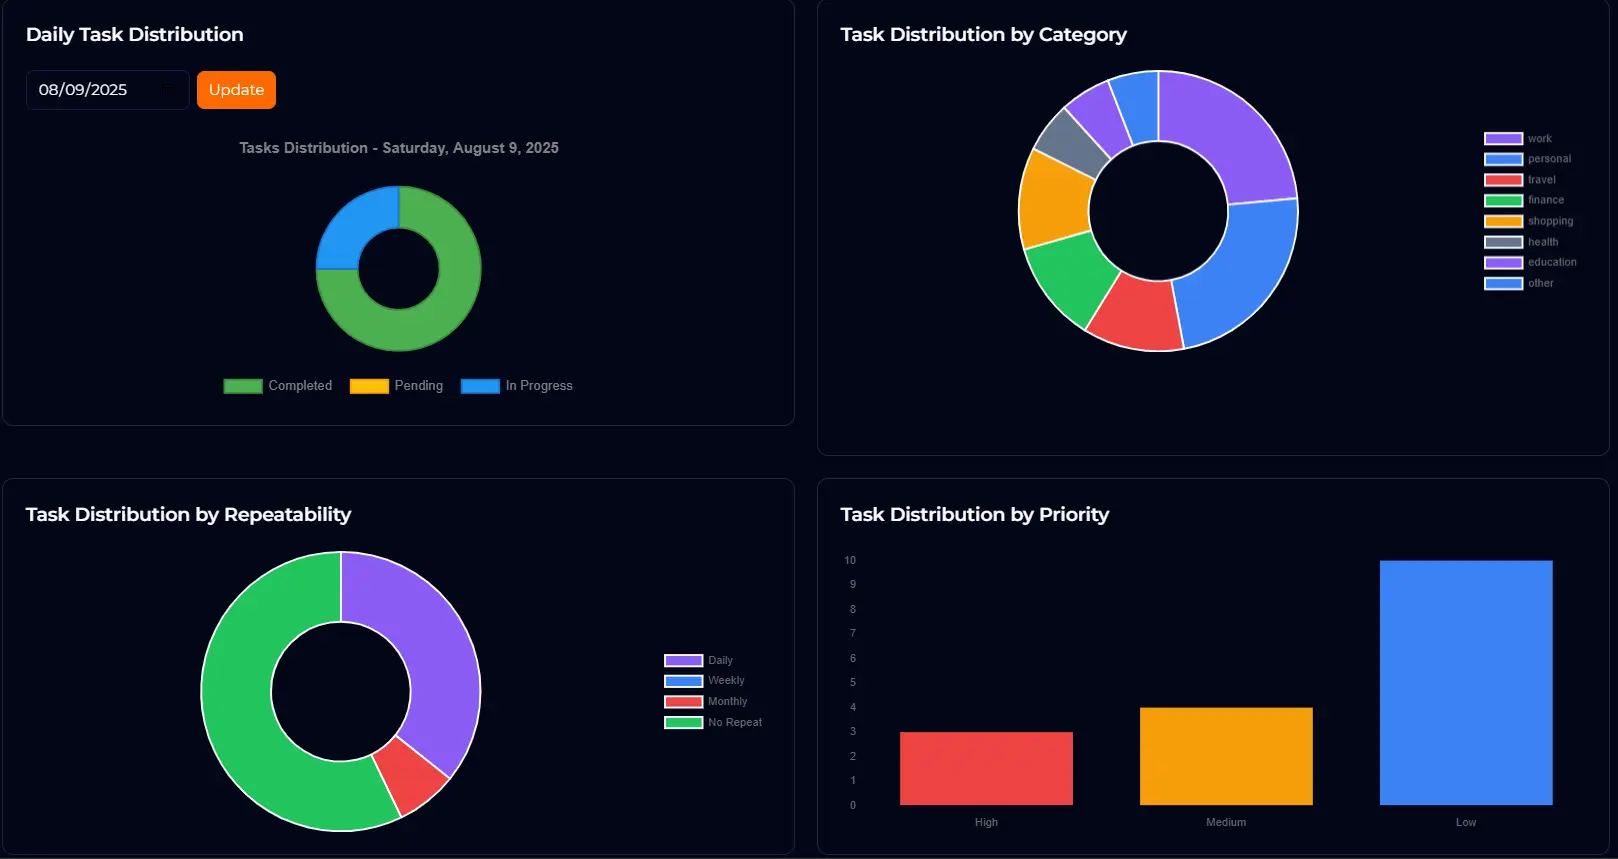 Daily Task Distribution
08/09/2025
Update
Tasks Distribution - Saturday, August 9, 2025
Completed
Pending
In Progress
Task Distribution by Category
work
personal
travel
finance
shopping
health
education
other
Task Distribution by Repeatability
Daily
Weekly
Monthly
No Repeat
Task Distribution by Priority
10
9
8
7
6
5
4
3
2
1
0
High
Medium
Low